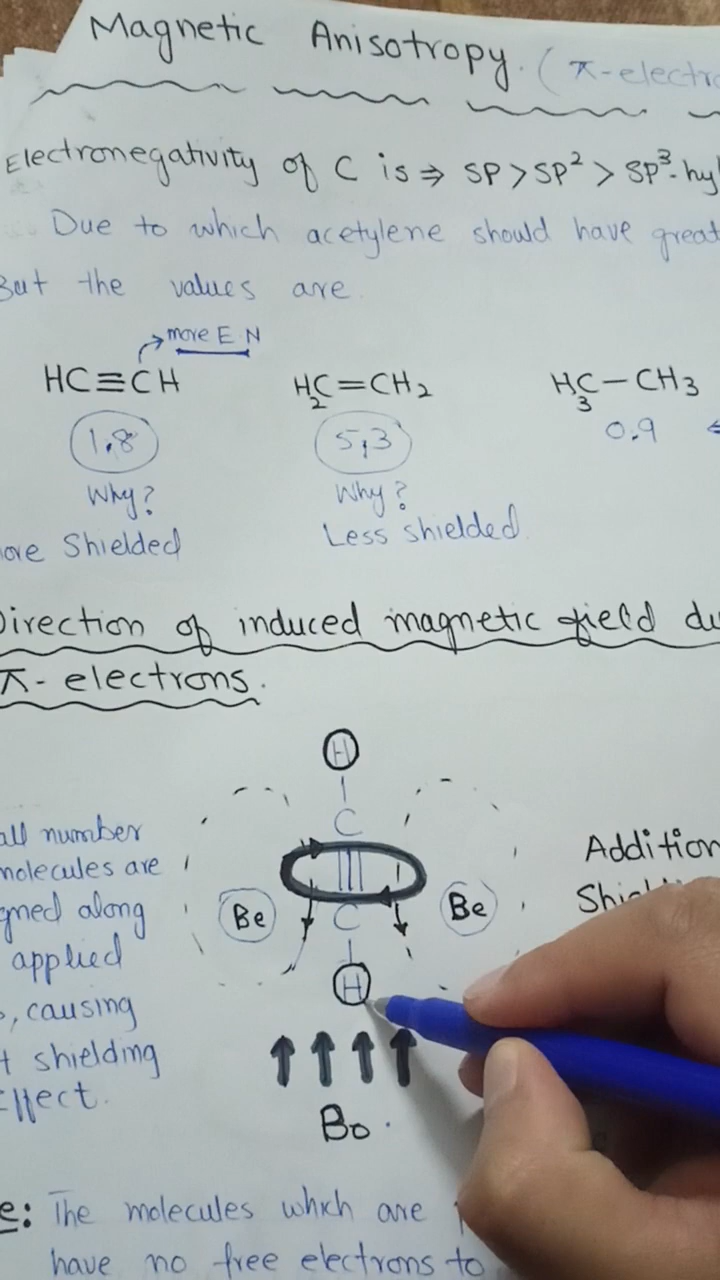 Magnetic Anisotropy. (π-electro
Electronegativity of C is ⇒ SP > SP² > SP³-hy
Due to which acetylene should have great
But the values are
more E N
HC≡CH H₂C=CH₂ H₃C-CH₃
1,8 5,3 0.9
Why? Why?
ore Shielded Less shielded
Direction of induced magnetic field du
π-electrons.
H
C
all number
Addition
molecules are
gned along
Be Be
C
applied
H
, causing
t shielding
Effect.
Bo.
e: The molecules which are
have no free electrons to